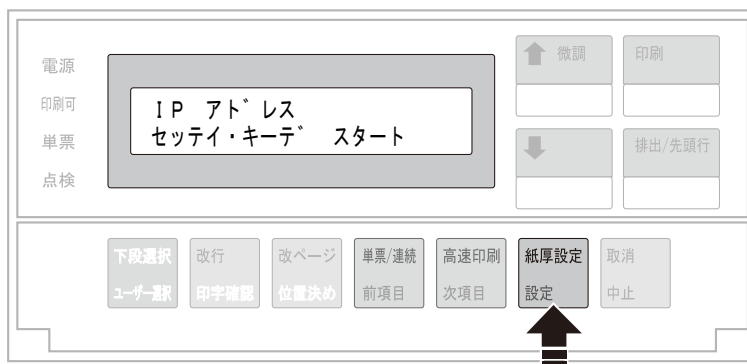 電源
印刷可
単票
点検
IP アドレス
セッテイ・キーデ スタート
微調
印刷
排出/先頭行
下段選択
改行
改ページ
単票/連続
高速印刷
紙厚設定
取消
ユーザー選択
印字確認
位置決め
前項目
次項目
設定
中止